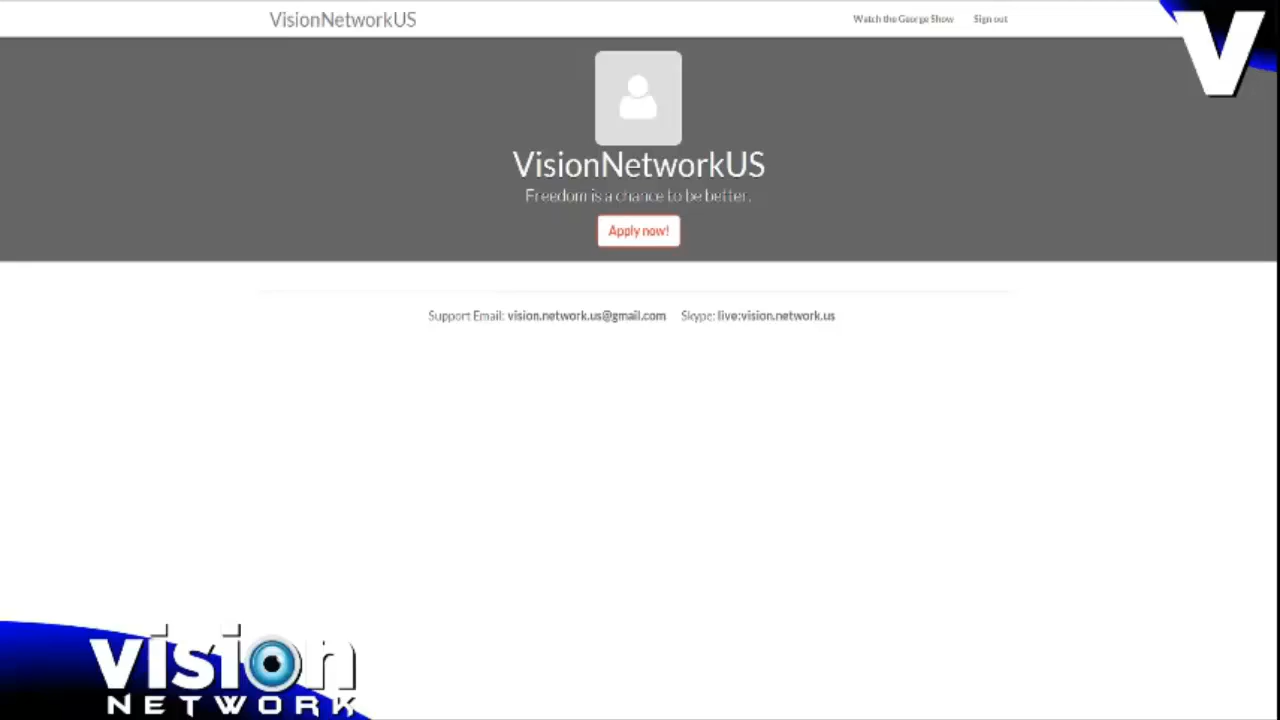 VisionNetworkUS
Watch the George Show Sign out
V
VisionNetworkUS
Freedom is a chance to be better.
Apply now!
Support Email: vision.network.us@gmail.com Skype: live:vision.network.us
vision
NETWORK